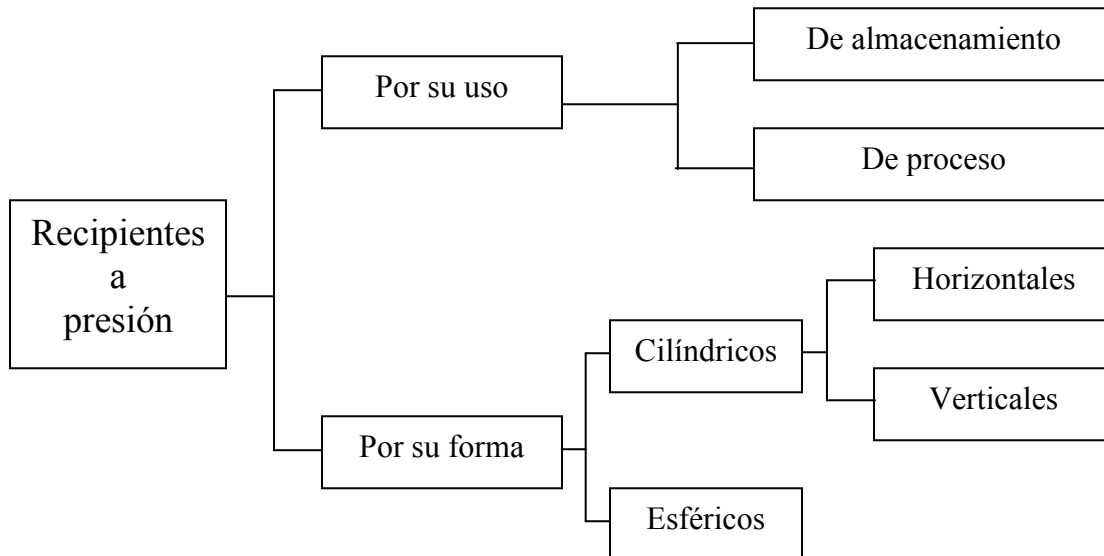 Recipientes
a
presión
Por su uso
De almacenamiento
De proceso
Por su forma
Cilíndricos
Horizontales
Verticales
Esféricos